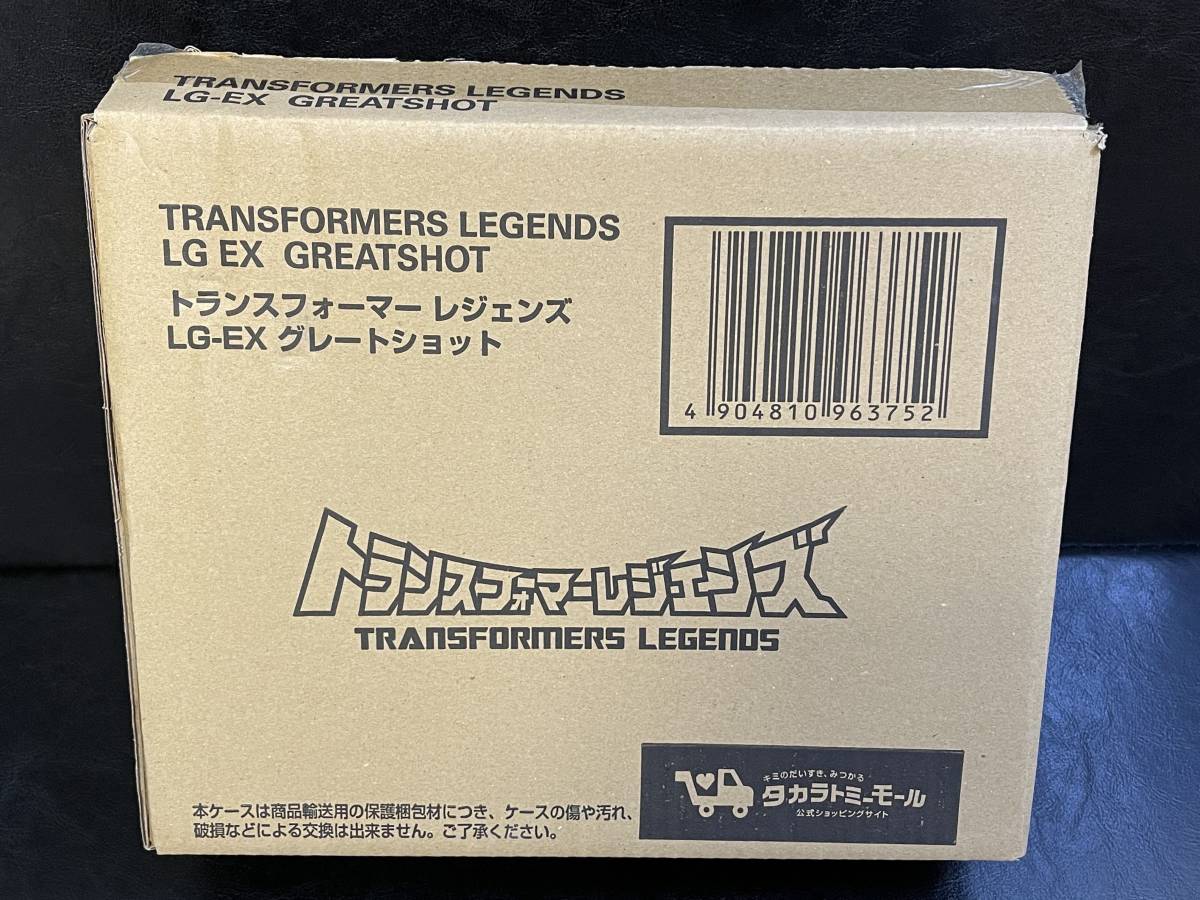 TRANSFORMERS LEGENDS
LG-EX GREATSHOT
TRANSFORMERS LEGENDS
LG EX GREATSHOT
トランスフォーマー レジェンズ
LG-EX グレートショット
4 904810 963752
トランスフォーマーレジェンズ
TRANSFORMERS LEGENDS
本ケースは商品輸送用の保護梱包材につき、ケースの傷や汚れ、
破損などによる交換は出来ません。ご了承ください。
キミのだいすき、みつかる
タカラトミーモール
公式ショッピングサイト